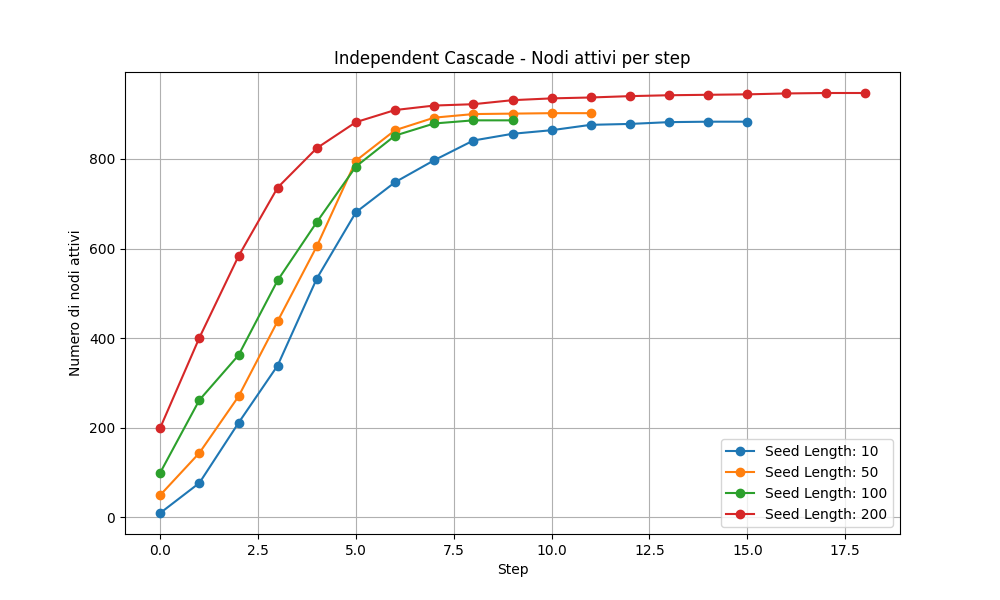 Independent Cascade - Nodi attivi per step
Numero di nodi attivi
800
600
400
200
0
0.0 2.5 5.0 7.5 10.0 12.5 15.0 17.5
Step
Seed Length: 10
Seed Length: 50
Seed Length: 100
Seed Length: 200